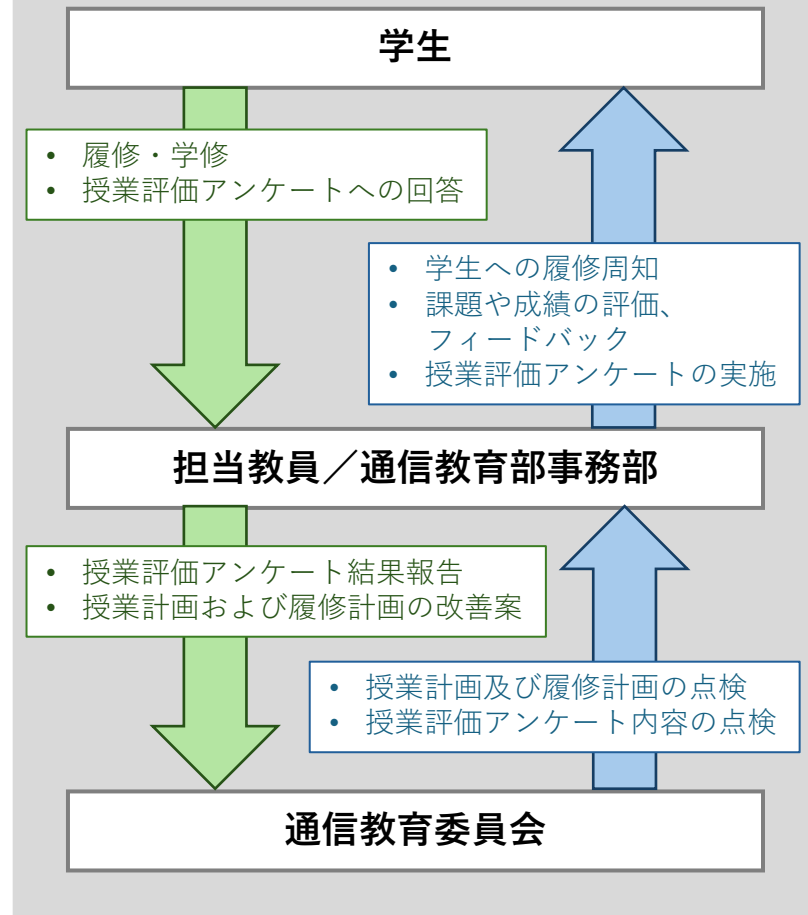 学生
• 履修・学修
• 授業評価アンケートへの回答
• 学生への履修周知
• 課題や成績の評価、
フィードバック
• 授業評価アンケートの実施
担当教員／通信教育部事務部
• 授業評価アンケート結果報告
• 授業計画および履修計画の改善案
• 授業計画及び履修計画の点検
• 授業評価アンケート内容の点検
通信教育委員会